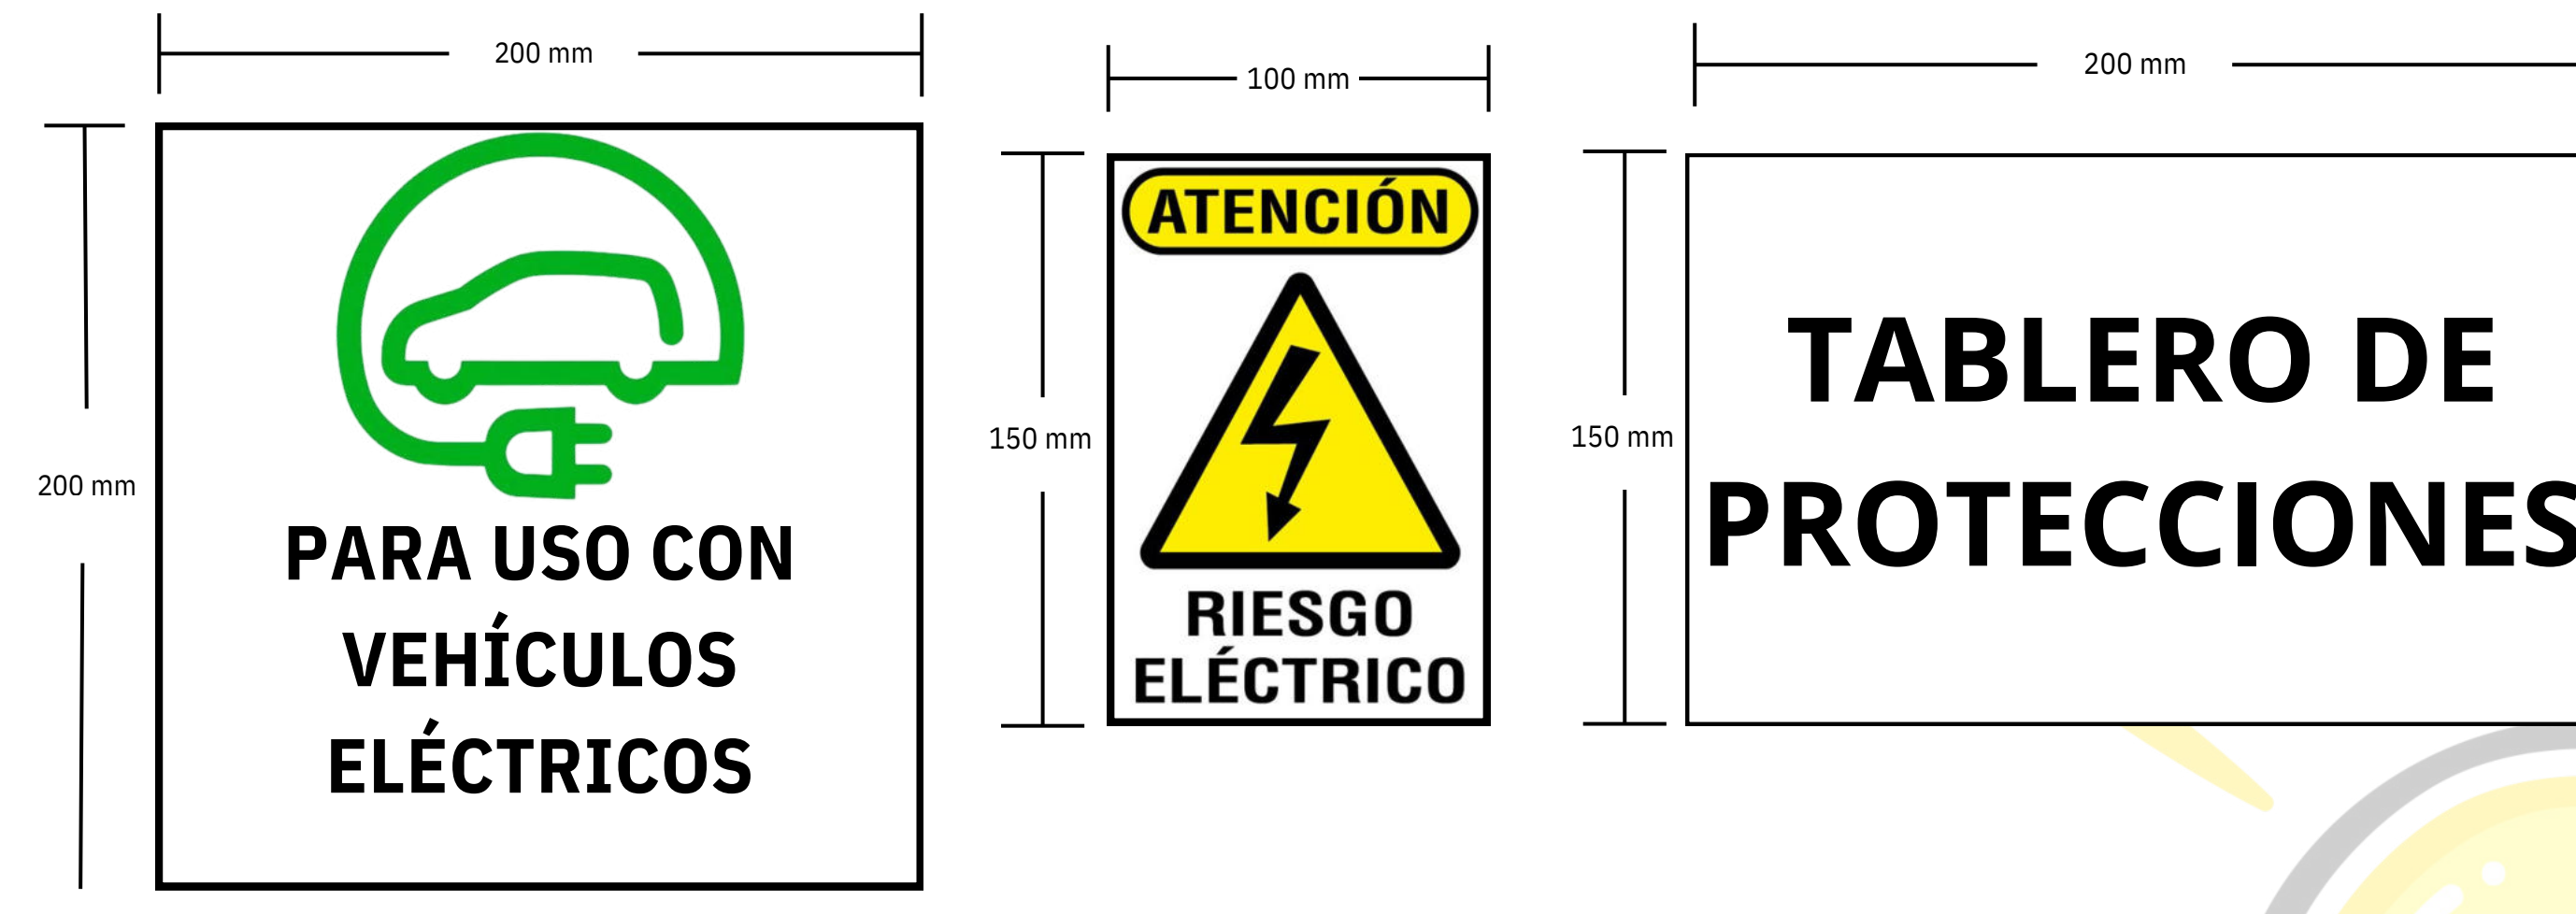 200 mm
200 mm
PARA USO CON
VEHÍCULOS
ELÉCTRICOS
100 mm
150 mm
ATENCIÓN
RIESGO
ELÉCTRICO
200 mm
150 mm
TABLERO DE
PROTECCIONES